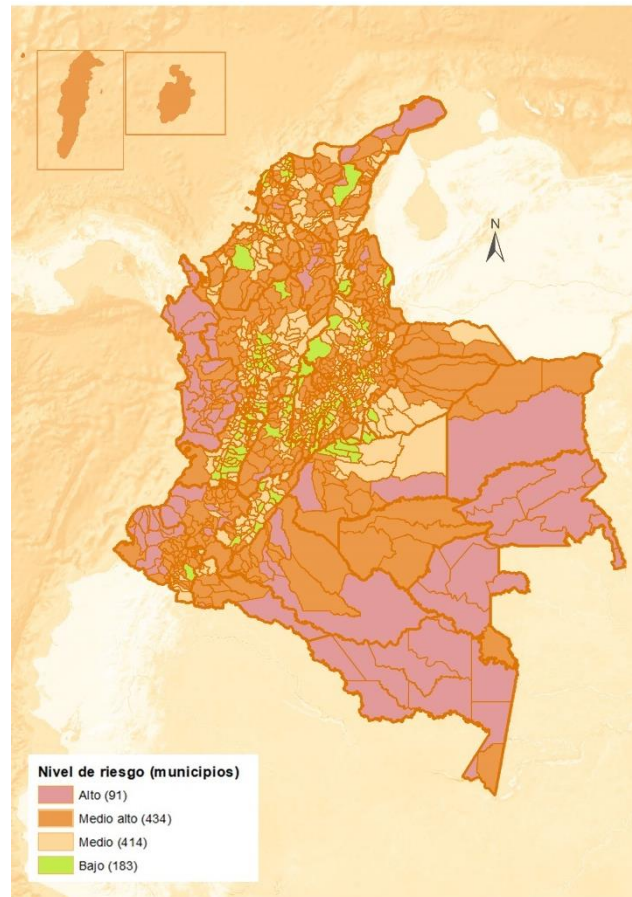 N
Nivel de riesgo (municipios)
Alto (91)
Medio alto (434)
Medio (414)
Bajo (183)